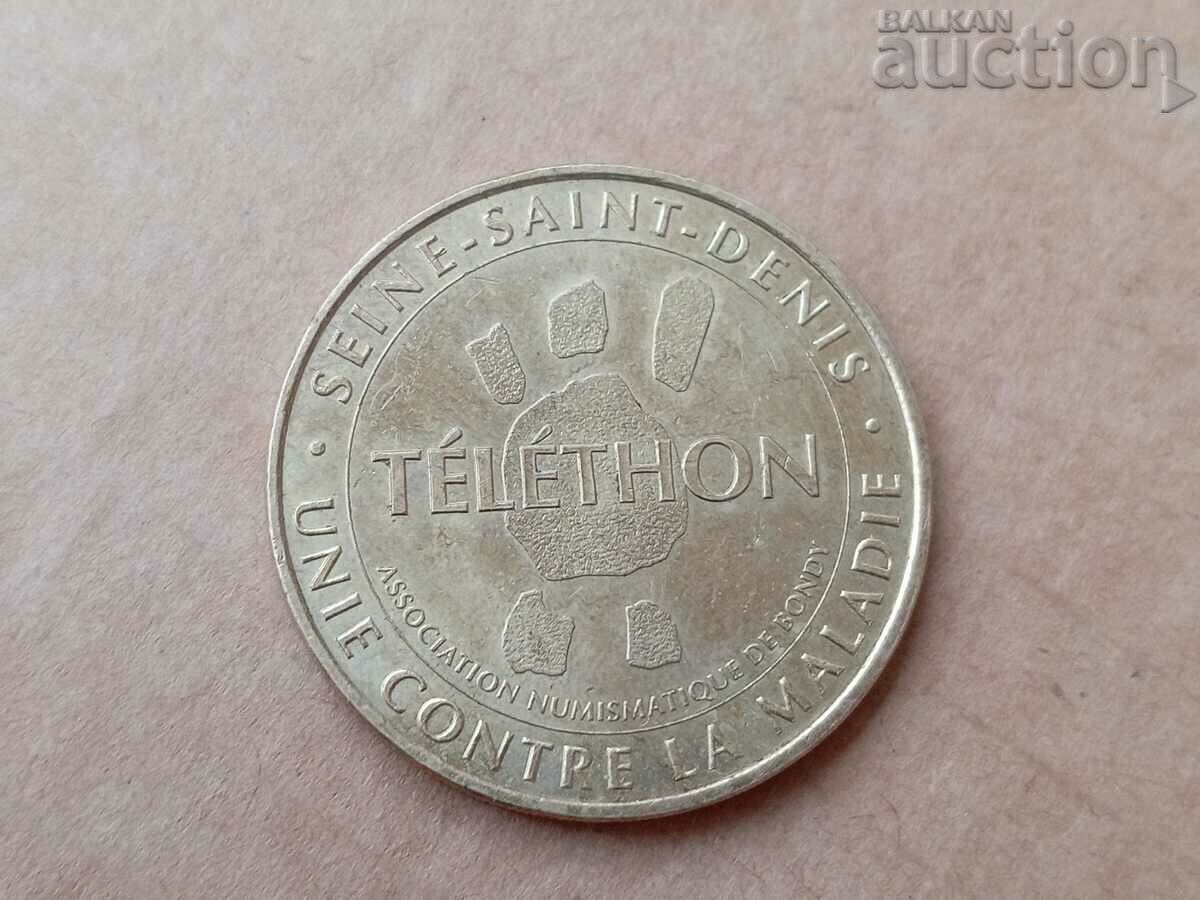 BALKAN
auction
· SEINE-SAINT-DENIS ·
TÉLÉTHON
ASSOCIATION NUMISMATIQUE DE BONDY
UNIE CONTRE LA MALADIE